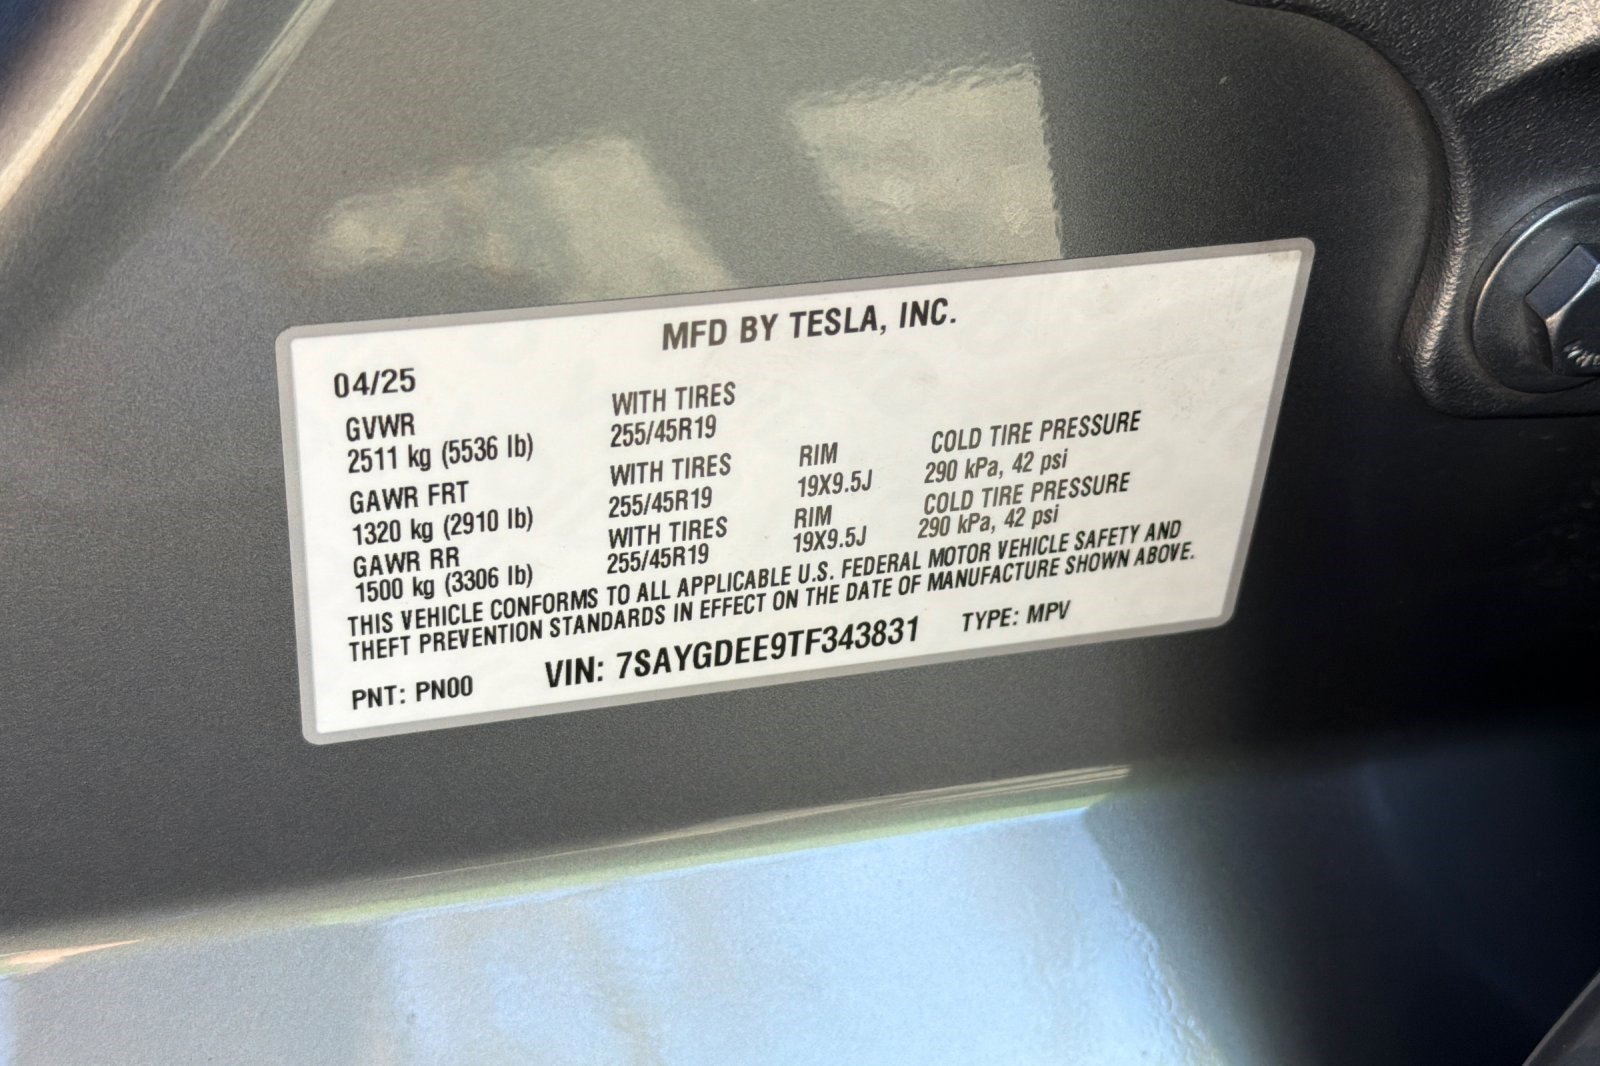 MFD BY TESLA, INC.
04/25
GVWR WITH TIRES
2511 kg (5536 lb) 255/45R19
GAWR FRT WITH TIRES RIM COLD TIRE PRESSURE
1320 kg (2910 lb) 255/45R19 19X9.5J 290 kPa, 42 psi
GAWR RR WITH TIRES RIM COLD TIRE PRESSURE
1500 kg (3306 lb) 255/45R19 19X9.5J 290 kPa, 42 psi
THIS VEHICLE CONFORMS TO ALL APPLICABLE U.S. FEDERAL MOTOR VEHICLE SAFETY AND
THEFT PREVENTION STANDARDS IN EFFECT ON THE DATE OF MANUFACTURE SHOWN ABOVE.
PNT: PN00 VIN: 7SAYGDEE9TF343831 TYPE: MPV